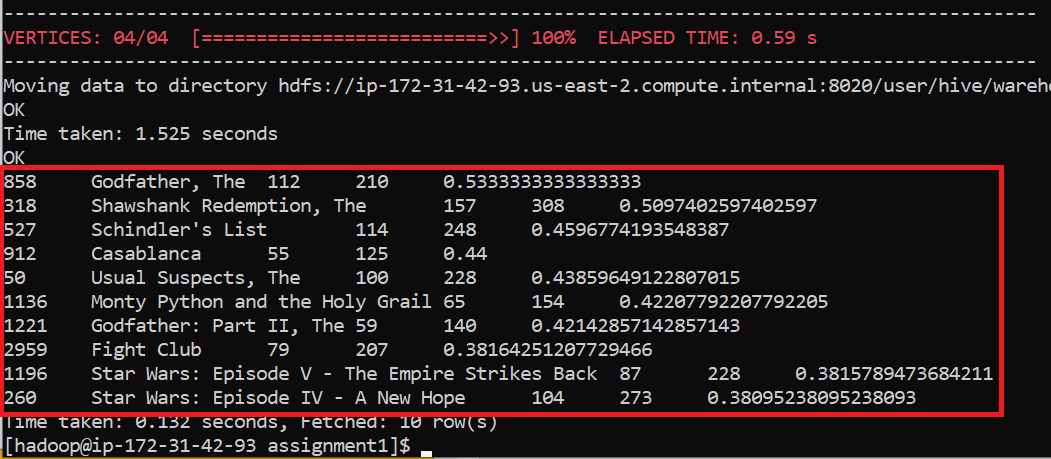 --------------------------------------------------------------------------------------
VERTICES: 04/04  [==========================>>] 100%  ELAPSED TIME: 0.59 s
--------------------------------------------------------------------------------------
Moving data to directory hdfs://ip-172-31-42-93.us-east-2.compute.internal:8020/user/hive/wareho
OK
Time taken: 1.525 seconds
OK
858     Godfather, The  112     210     0.5333333333333333
318     Shawshank Redemption, The       157     308     0.5097402597402597
527     Schindler's List        114     248     0.4596774193548387
912     Casablanca      55      125     0.44
50      Usual Suspects, The     100     228     0.43859649122807015
1136    Monty Python and the Holy Grail 65      154     0.42207792207792205
1221    Godfather: Part II, The 59      140     0.42142857142857143
2959    Fight Club      79      207     0.38164251207729466
1196    Star Wars: Episode V - The Empire Strikes Back  87      228     0.3815789473684211
260     Star Wars: Episode IV - A New Hope      104     273     0.38095238095238093
Time taken: 0.132 seconds, Fetched: 10 row(s)
[hadoop@ip-172-31-42-93 assignment1]$